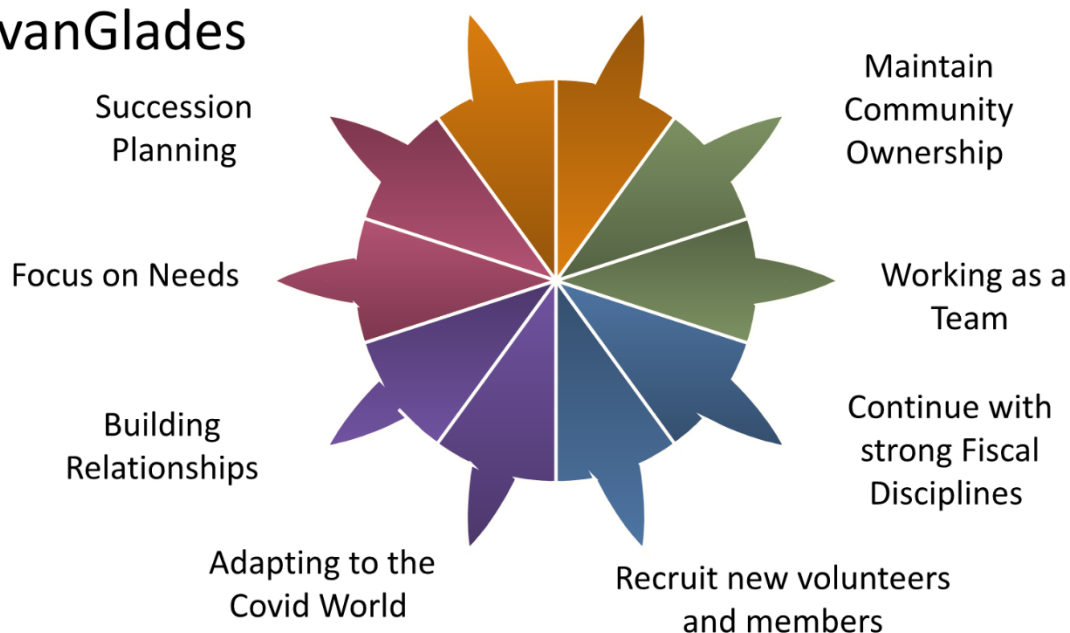 vanGlades
Succession
Planning
Focus on Needs
Building
Relationships
Adapting to the
Covid World
Maintain
Community
Ownership
Working as a
Team
Continue with
strong Fiscal
Disciplines
Recruit new volunteers
and members